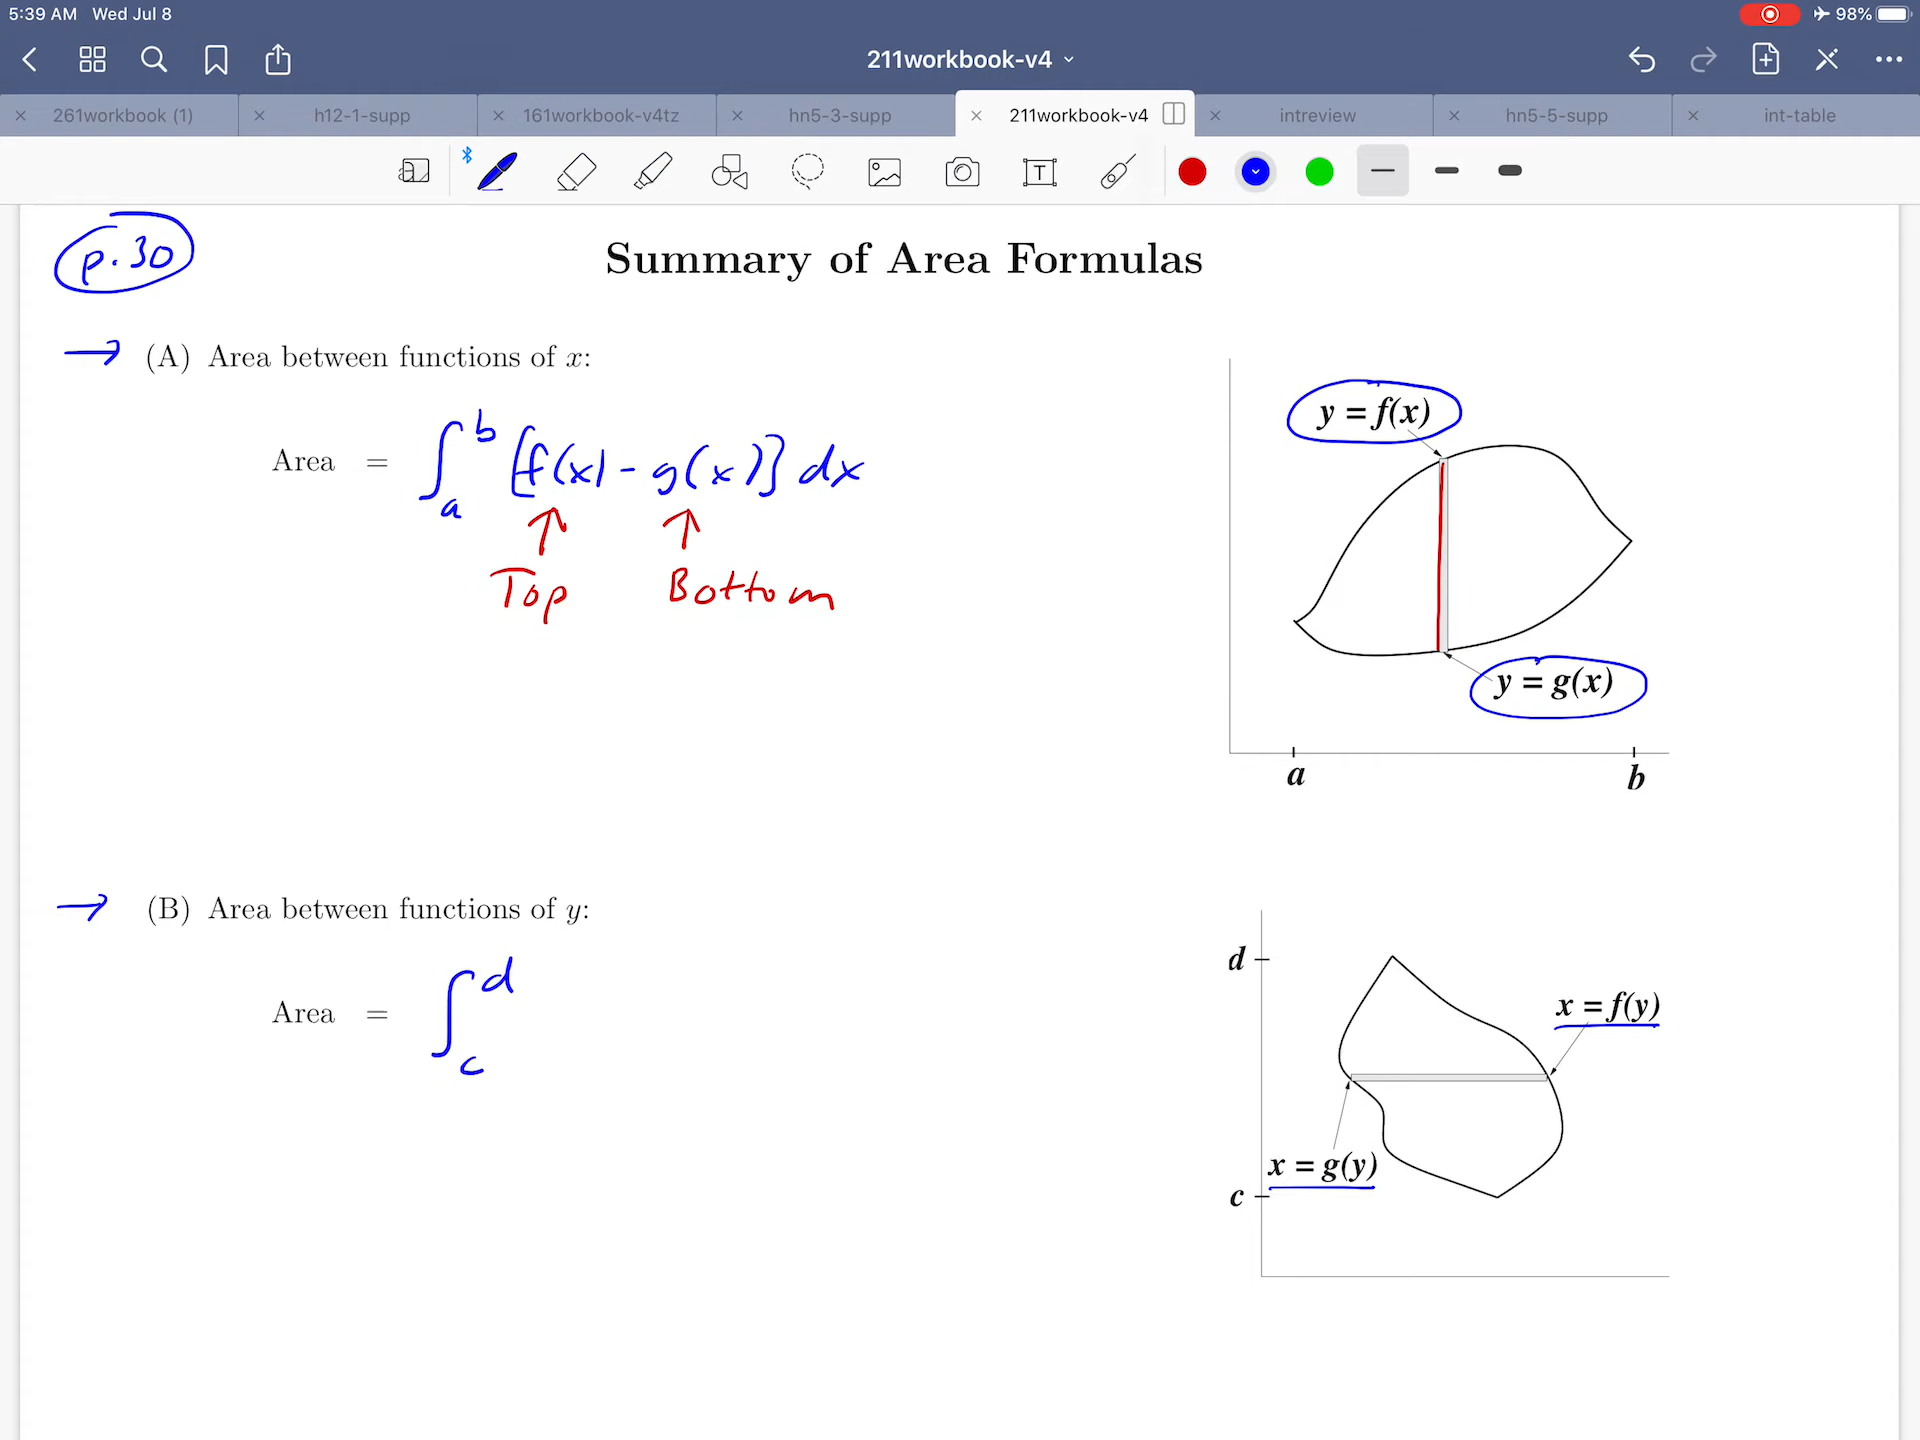 5:39 AM Wed Jul 8 98%
211workbook-v4
261workbook (1) h12-1-supp 161workbook-v4tz hn5-3-supp 211workbook-v4 intreview hn5-5-supp int-table
a T
p. 30
Summary of Area Formulas
→ (A) Area between functions of x:
y = f(x)
Area = ∫_a^b [f(x) - g(x)] dx
↑ ↑
Top Bottom
y = g(x)
a b
→ (B) Area between functions of y:
d
x = f(y)
Area = ∫_c^d
x = g(y)
c